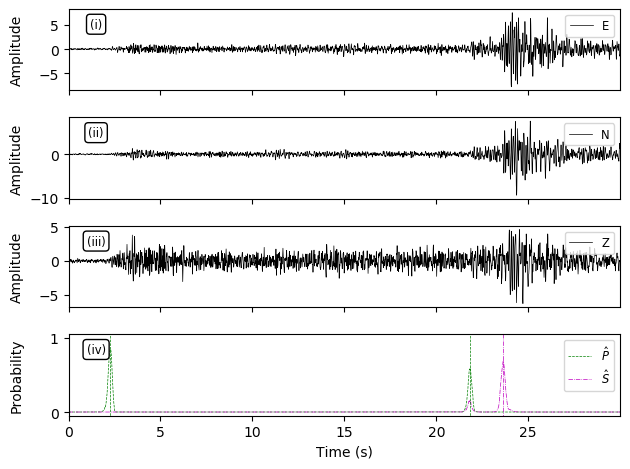 (i)
E
5
0
−5
Amplitude
(ii)
N
0
−10
Amplitude
(iii)
Z
5
0
−5
Amplitude
(iv)
P̂
Ŝ
1
0
Probability
0 5 10 15 20 25
Time (s)